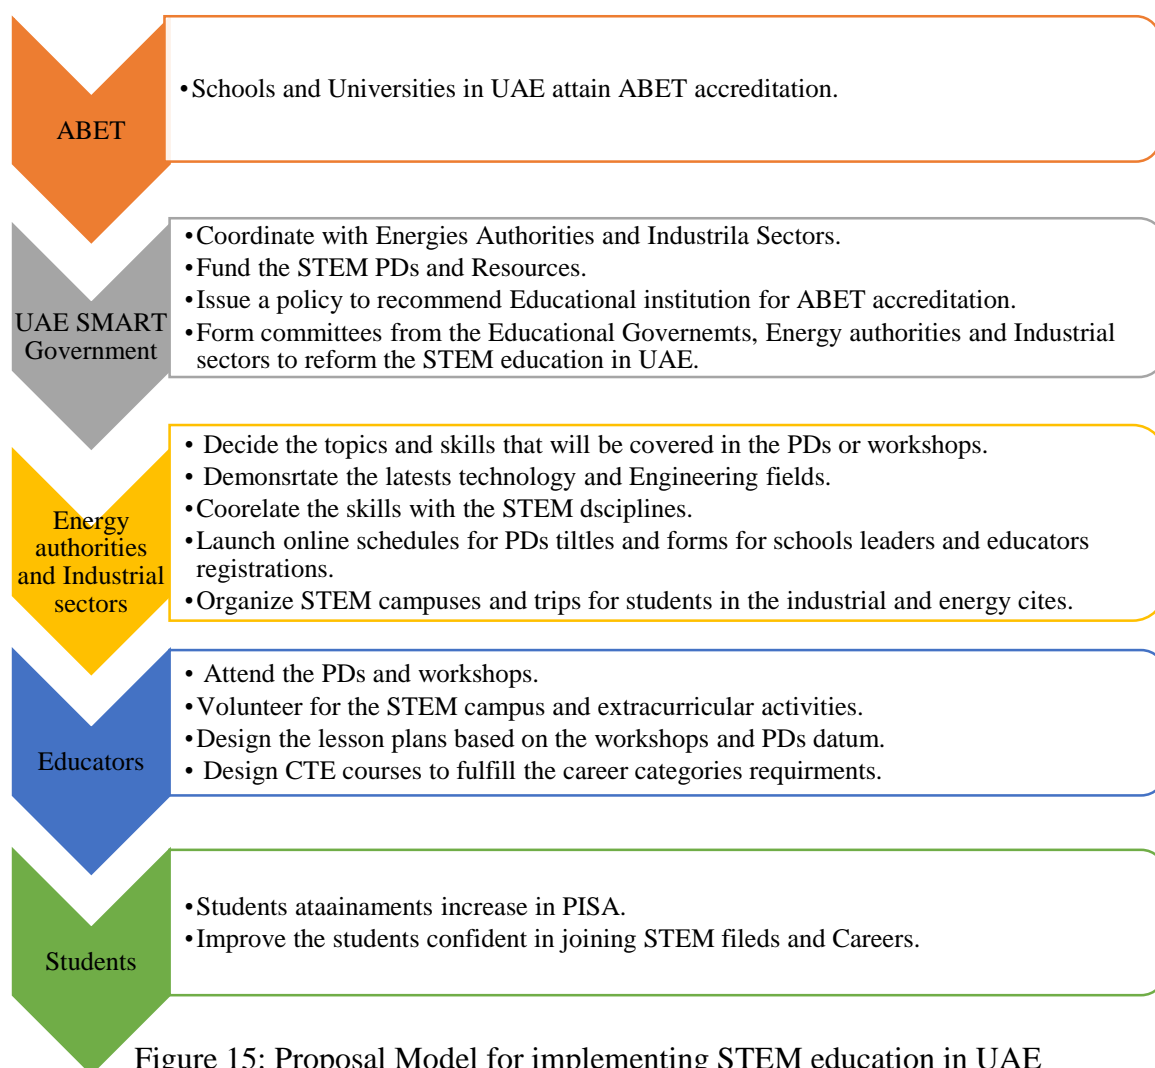 ABET
•Schools and Universities in UAE attain ABET accreditation.
UAE SMART
Government
•Coordinate with Energies Authorities and Industrila Sectors.
•Fund the STEM PDs and Resources.
•Issue a policy to recommend Educational institution for ABET accreditation.
•Form committees from the Educational Governemts, Energy authorities and Industrial
sectors to reform the STEM education in UAE.
Energy
authorities
and Industrial
sectors
• Decide the topics and skills that will be covered in the PDs or workshops.
• Demonsrtate the latests technology and Engineering fields.
•Coorelate the skills with the STEM dsciplines.
•Launch online schedules for PDs tiltles and forms for schools leaders and educators
registrations.
•Organize STEM campuses and trips for students in the industrial and energy cites.
Educators
• Attend the PDs and workshops.
•Volunteer for the STEM campus and extracurricular activities.
•Design the lesson plans based on the workshops and PDs datum.
• Design CTE courses to fulfill the career categories requirments.
Students
•Students ataainaments increase in PISA.
•Improve the students confident in joining STEM fileds and Careers.
Figure 15: Proposal Model for implementing STEM education in UAE